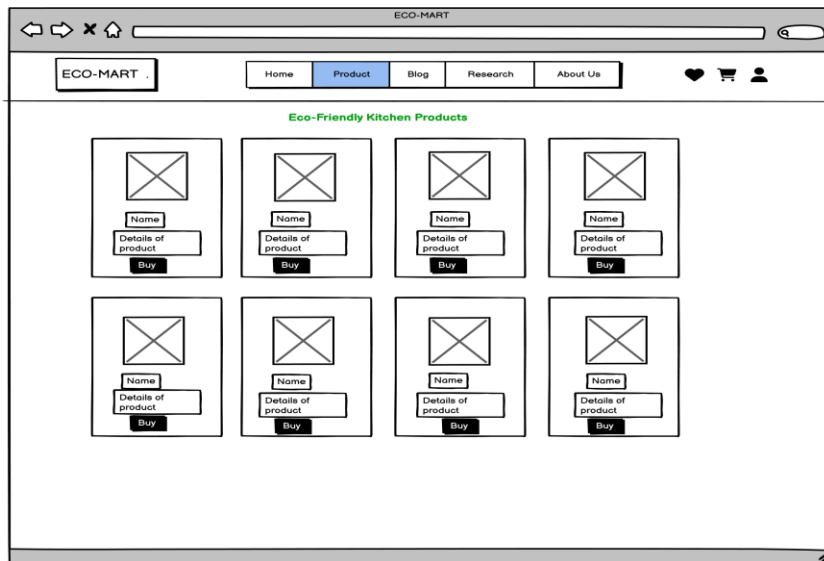 ECO-MART
ECO-MART .
Home Product Blog Research About Us
Eco-Friendly Kitchen Products
Name Name Name Name
Details of Details of Details of Details of
product product product product
Buy Buy Buy Buy
Name Name Name Name
Details of Details of Details of Details of
product product product product
Buy Buy Buy Buy